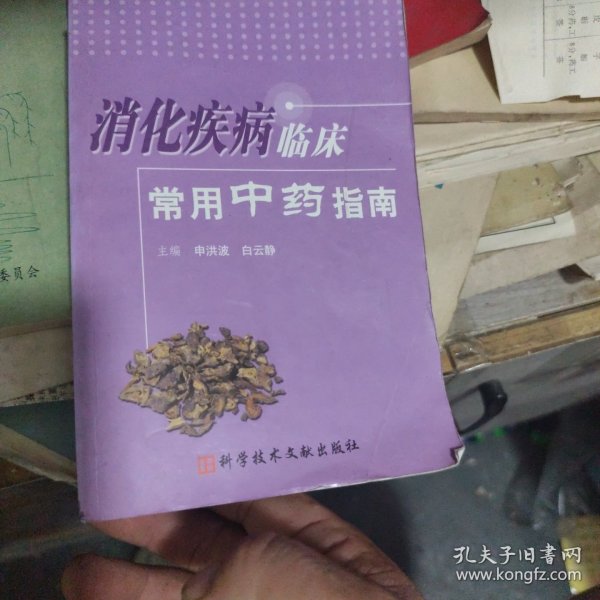 消化疾病临床
常用中药指南
主编 申洪波 白云静
科学技术文献出版社
委员会
孔夫子旧书网
www.kongfz.com